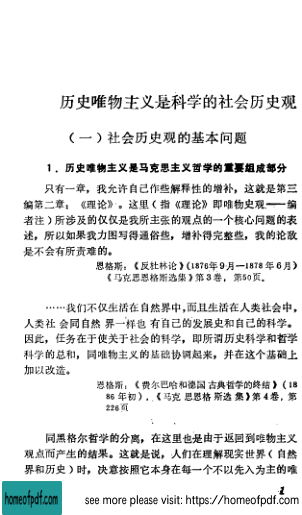 历史唯物主义是科学的社会历史观
（一）社会历史观的基本问题
1．历史唯物主义是马克思主义哲学的重要组成部分
只有一章，我允许自己作些解释性的增补，这就是第三
编第二章：《理论》。这里（指《理论》即唯物史观——编
者注）所涉及的仅仅是我所主张的观点的一个核心问题的表
述，所以如果我力图写得通俗些，增补得完整些，我的论敌
是不会有所责难的。
恩格斯：《反杜林论》（1876年9月—1878年6月）
《马克思恩格斯选集》第3卷，第50页。
……我们不仅生活在自然界中，而且生活在人类社会中，
人类社 会同自然 界一样也 有自己的发展史和自己的科学。
因此，任务在于使关于社会的科学，即所谓历史科学和哲学
科学的总和，同唯物主义的基础协调起来，并在这个基础上
加以改造。
恩格斯：《费尔巴哈和德国 古典哲学的终结》（18
86 年初），《马克 思恩格 斯选 集》第4卷，第
226页
同黑格尔哲学的分离，在这里也是由于返回到唯物主义
观点而产生的结果。这就是说，人们在理解现实世界（自然
界和历史）时，决意按照它本身在每一个不以先入为主的唯
1
homeofpdf.com
see more please visit: https://homeofpdf.com